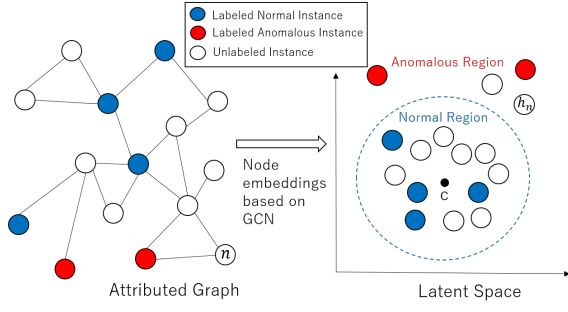 Labeled Normal Instance
Labeled Anomalous Instance
Unlabeled Instance
Anomalous Region
hₙ
Normal Region
C
Node
embeddings
based on
GCN
n
Attributed Graph
Latent Space